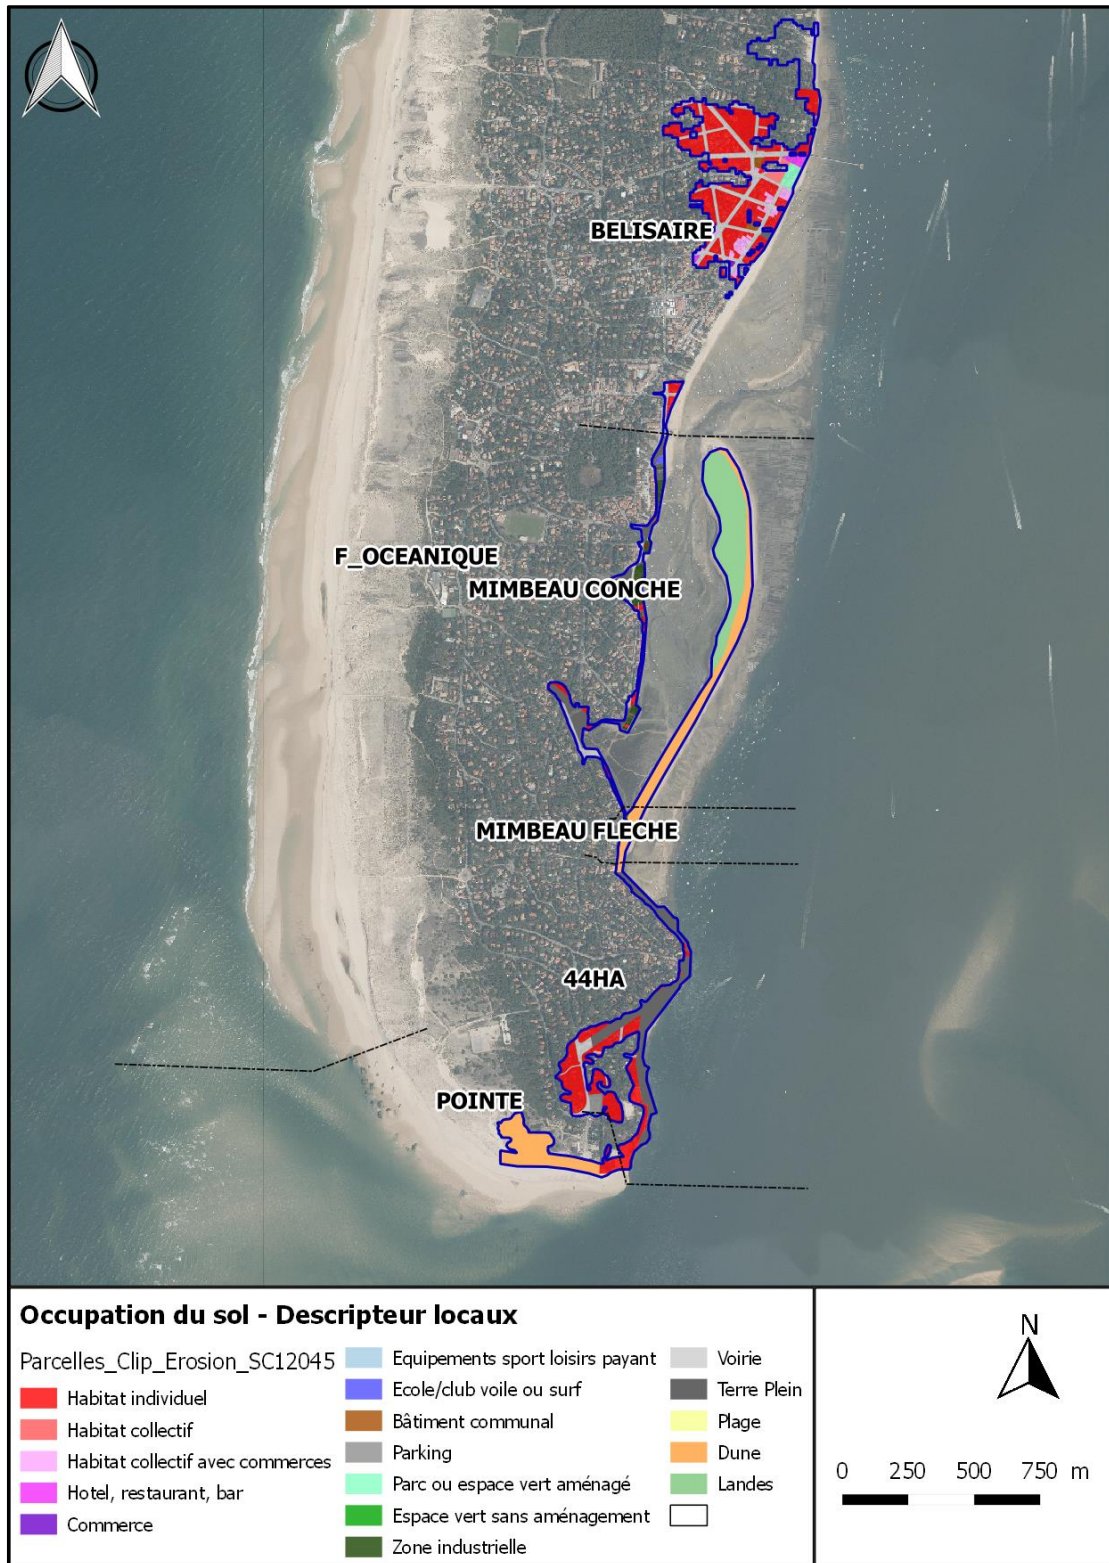 BELISAIRE
F_OCEANIQUE
MIMBEAU CONCHE
MIMBEAU FLECHE
44HA
POINTE
Occupation du sol - Descripteur locaux
Parcelles_Clip_Erosion_SC12045
Habitat individuel
Habitat collectif
Habitat collectif avec commerces
Hotel, restaurant, bar
Commerce
Equipements sport loisirs payant
Ecole/club voile ou surf
Bâtiment communal
Parking
Parc ou espace vert aménagé
Espace vert sans aménagement
Zone industrielle
Voirie
Terre Plein
Plage
Dune
Landes
N
0 250 500 750 m